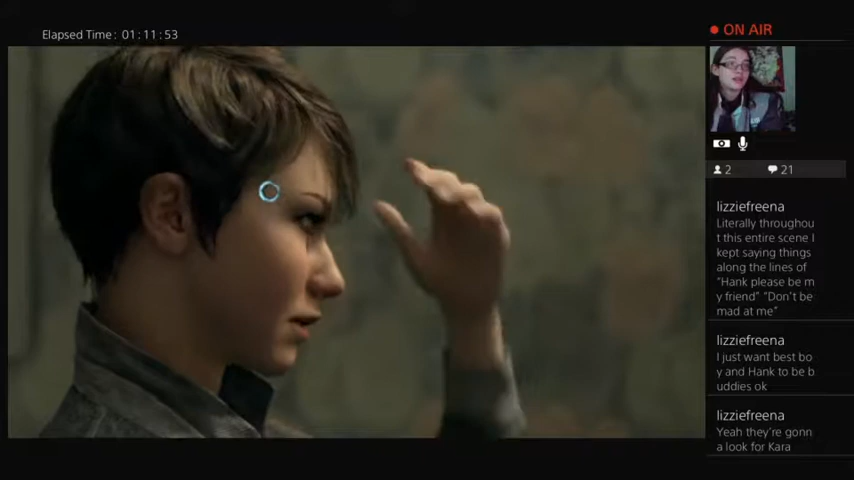 Elapsed Time: 01:11:53
ON AIR
2
21
lizziefreena
Literally throughou
t this entire scene I
kept saying things
along the lines of
"Hank please be m
y friend" "Don't be
mad at me"
lizziefreena
I just want best bo
y and Hank to be b
uddies ok
lizziefreena
Yeah they're gonn
a look for Kara